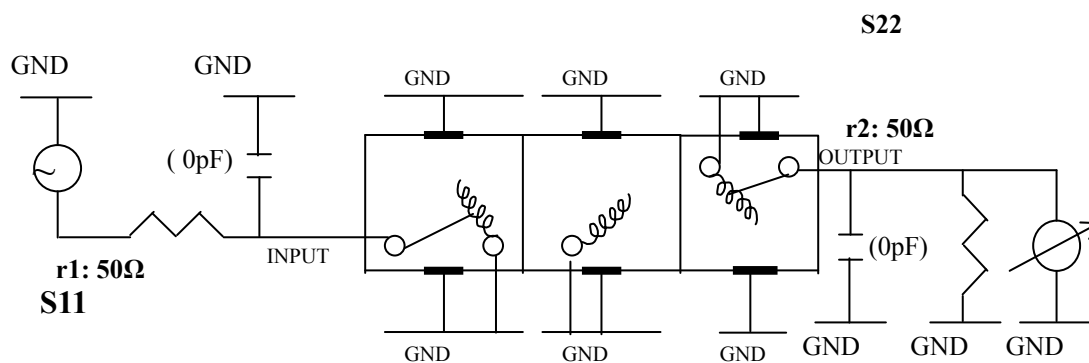 S22
GND
GND
GND
GND
GND
r2: 50Ω
( 0pF)
OUTPUT
INPUT
(0pF)
r1: 50Ω
S11
GND
GND
GND
GND
GND
GND